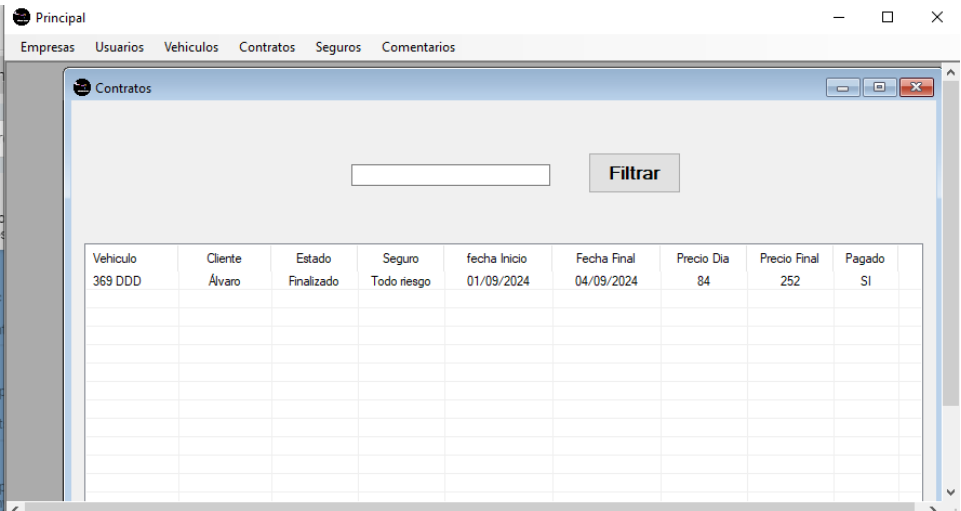 Principal
Empresas Usuarios Vehiculos Contratos Seguros Comentarios
Contratos
Filtrar
Vehiculo Cliente Estado Seguro fecha Inicio Fecha Final Precio Dia Precio Final Pagado
369 DDD Álvaro Finalizado Todo riesgo 01/09/2024 04/09/2024 84 252 SI